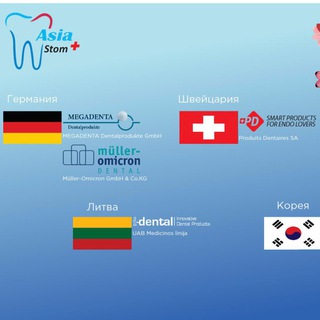 Asia
Stom
Германия
MEGADENTA
Dentalprodukte
MEGADENTA Dentalprodukte GmbH
müller-
omicron
DENTAL
Müller-Omicron GmbH & Co.KG
Швейцария
PD
SMART PRODUCTS
FOR ENDO LOVERS
Produits Dentaires SA
Литва
i-dental
Innovative
Dental Products
UAB Medicinos linija
Корея